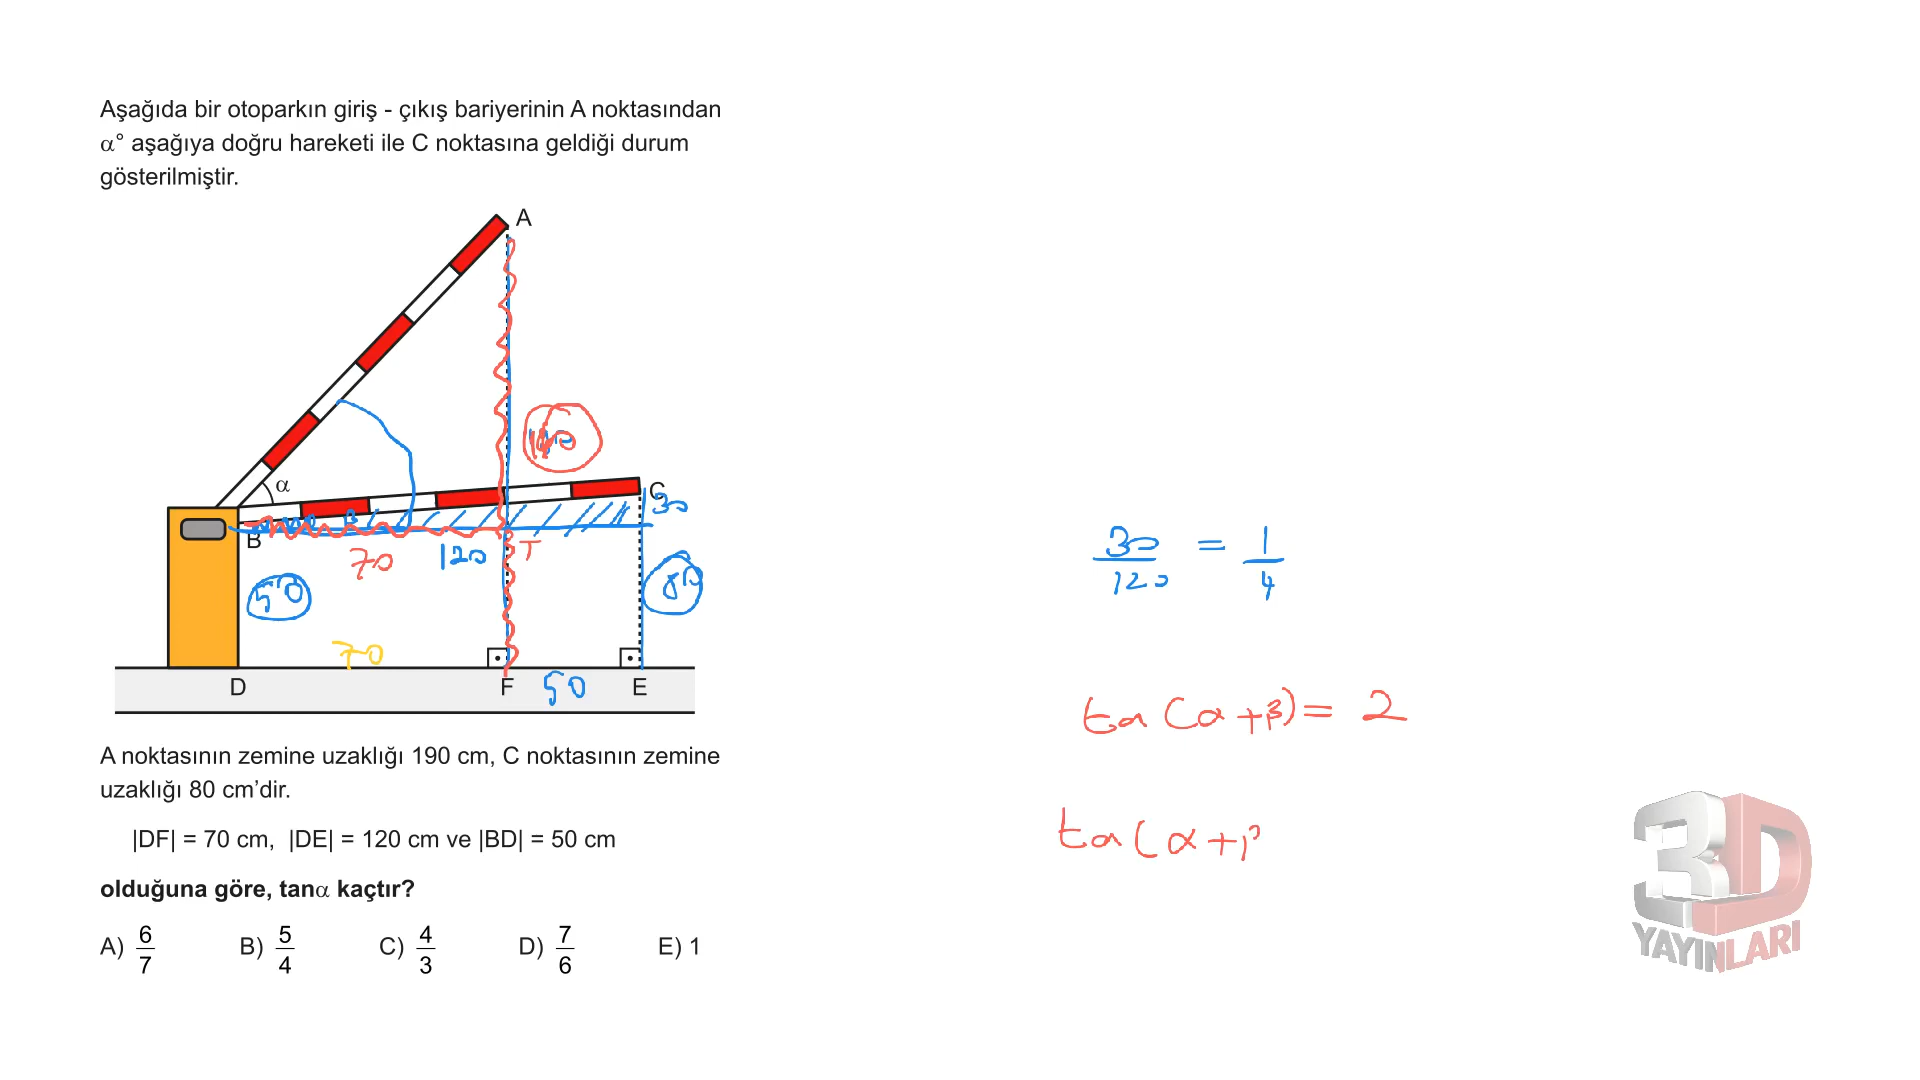 Aşağıda bir otoparkın giriş - çıkış bariyerinin A noktasından
α° aşağıya doğru hareketi ile C noktasına geldiği durum
gösterilmiştir.
A
α
C
30
B
β
70
120
T
50
80
70
D
F
50
E
30/120 = 1/4
tan(α+β) = 2
tan(α+β
A noktasının zemine uzaklığı 190 cm, C noktasının zemine
uzaklığı 80 cm’dir.
|DF| = 70 cm, |DE| = 120 cm ve |BD| = 50 cm
olduğuna göre, tanα kaçtır?
A) 6/7 B) 5/4 C) 4/3 D) 7/6 E) 1
3D
YAYINLARI